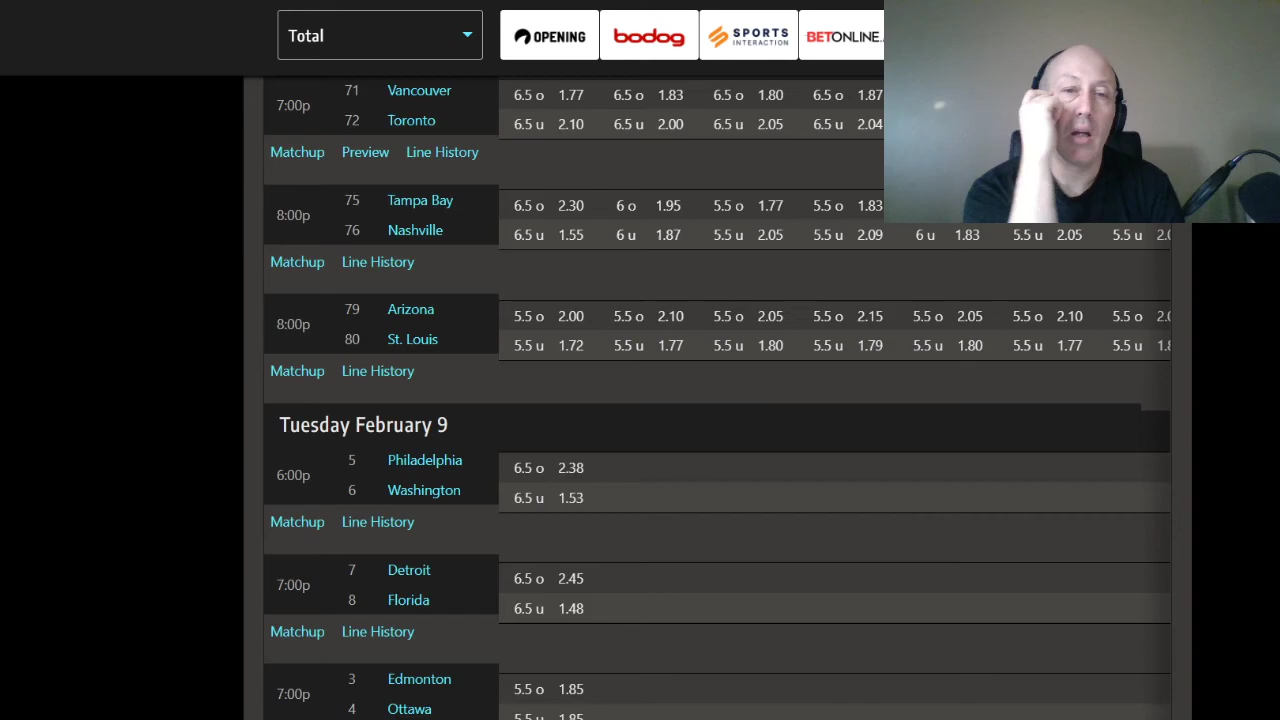 Total OPENING bodog SPORTS INTERACTION BETONLINE
7:00p 71 Vancouver 6.5 o 1.77 6.5 o 1.83 6.5 o 1.80 6.5 o 1.87
72 Toronto 6.5 u 2.10 6.5 u 2.00 6.5 u 2.05 6.5 u 2.04
Matchup Preview Line History
8:00p 75 Tampa Bay 6.5 o 2.30 6 o 1.95 5.5 o 1.77 5.5 o 1.83
76 Nashville 6.5 u 1.55 6 u 1.87 5.5 u 2.05 5.5 u 2.09 6 u 1.83 5.5 u 2.05 5.5 u
Matchup Line History
8:00p 79 Arizona 5.5 o 2.00 5.5 o 2.10 5.5 o 2.05 5.5 o 2.15 5.5 o 2.05 5.5 o 2.10 5.5 o
80 St. Louis 5.5 u 1.72 5.5 u 1.77 5.5 u 1.80 5.5 u 1.79 5.5 u 1.80 5.5 u 1.77 5.5 u
Matchup Line History
Tuesday February 9
6:00p 5 Philadelphia 6.5 o 2.38
6 Washington 6.5 u 1.53
Matchup Line History
7:00p 7 Detroit 6.5 o 2.45
8 Florida 6.5 u 1.48
Matchup Line History
7:00p 3 Edmonton 5.5 o 1.85
4 Ottawa 5.5 u 1.85